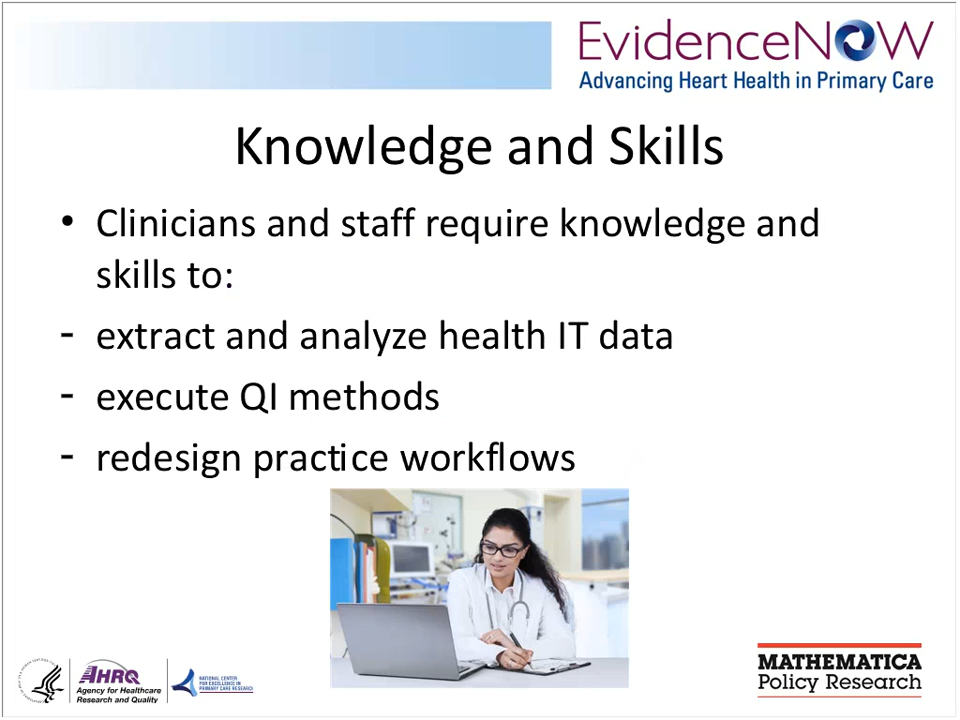 EvidenceNOW
Advancing Heart Health in Primary Care
Knowledge and Skills
• Clinicians and staff require knowledge and
skills to:
- extract and analyze health IT data
- execute QI methods
- redesign practice workflows
AHRQ
Agency for Healthcare
Research and Quality
NATIONAL CENTER
FOR EXCELLENCE IN
PRIMARY CARE RESEARCH
MATHEMATICA
Policy Research